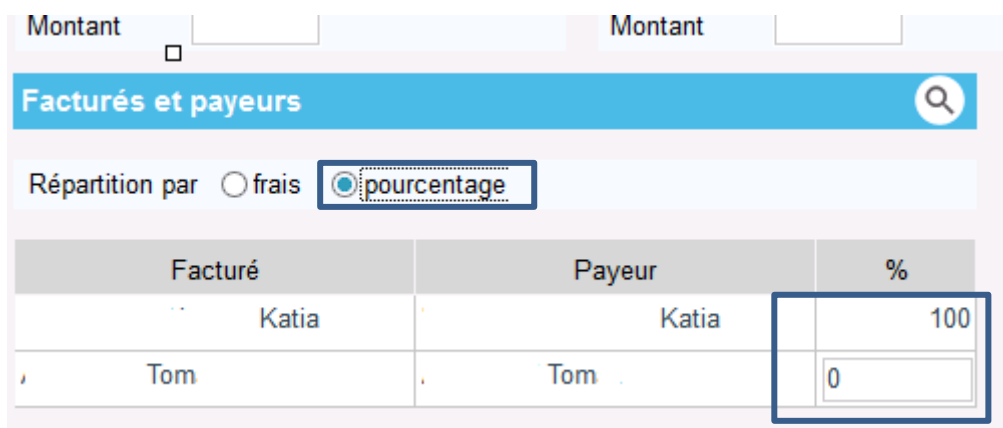 Montant Montant
Facturés et payeurs
Répartition par frais pourcentage
Facturé Payeur %
Katia Katia 100
Tom Tom 0